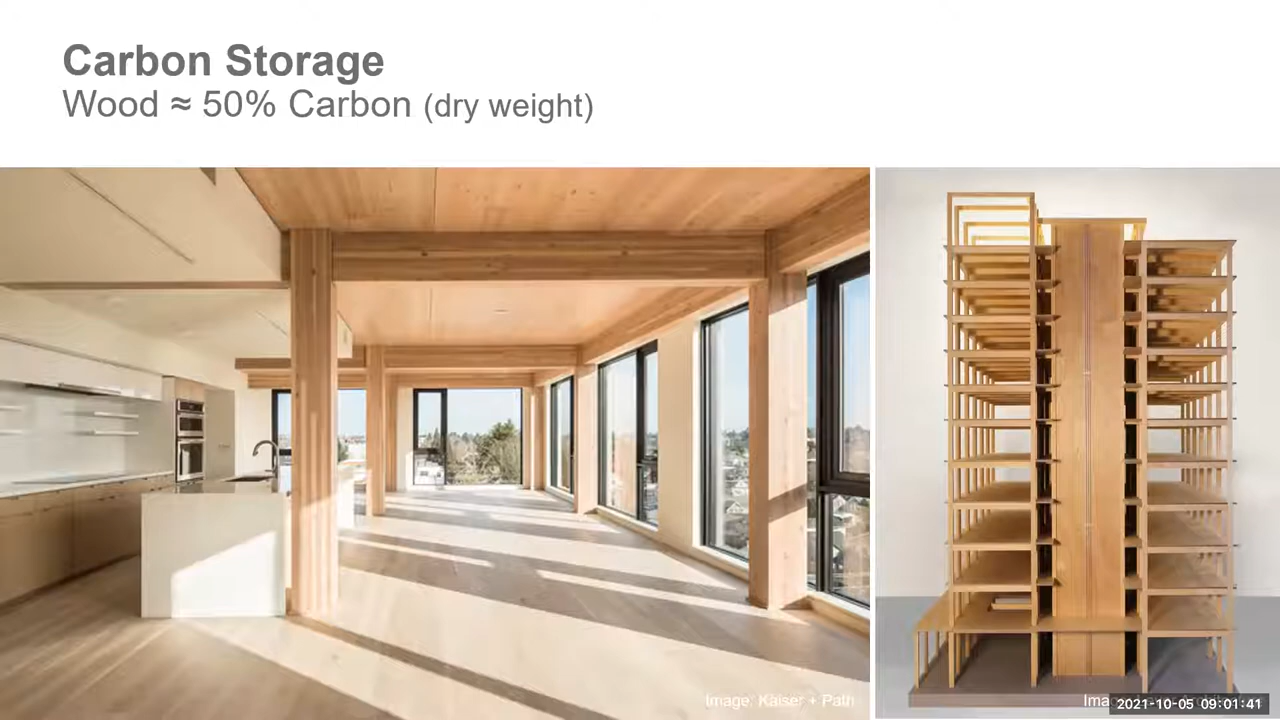 Carbon Storage
Wood ≈ 50% Carbon (dry weight)
Image: Kaiser + Path
2021-10-05 09:01:41